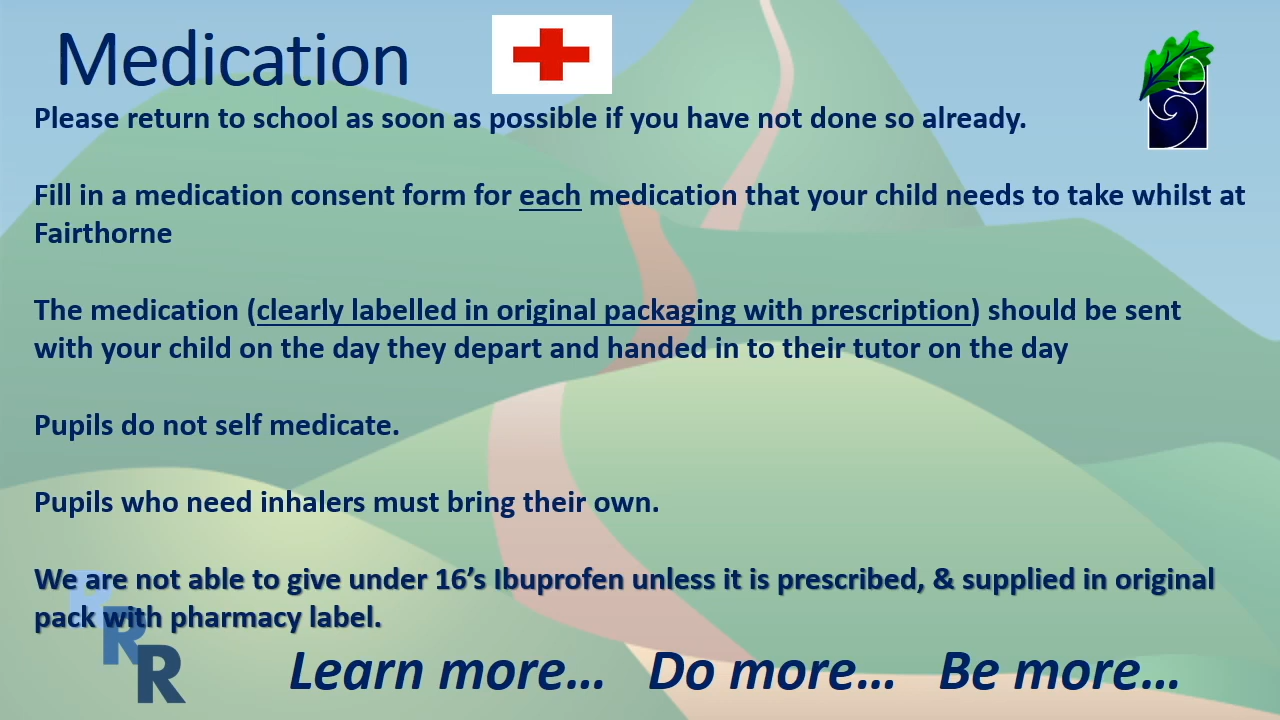 Medication
Please return to school as soon as possible if you have not done so already.
Fill in a medication consent form for each medication that your child needs to take whilst at
Fairthorne
The medication (clearly labelled in original packaging with prescription) should be sent
with your child on the day they depart and handed in to their tutor on the day
Pupils do not self medicate.
Pupils who need inhalers must bring their own.
We are not able to give under 16’s Ibuprofen unless it is prescribed, & supplied in original
pack with pharmacy label.
R
R
R
Learn more… Do more… Be more…